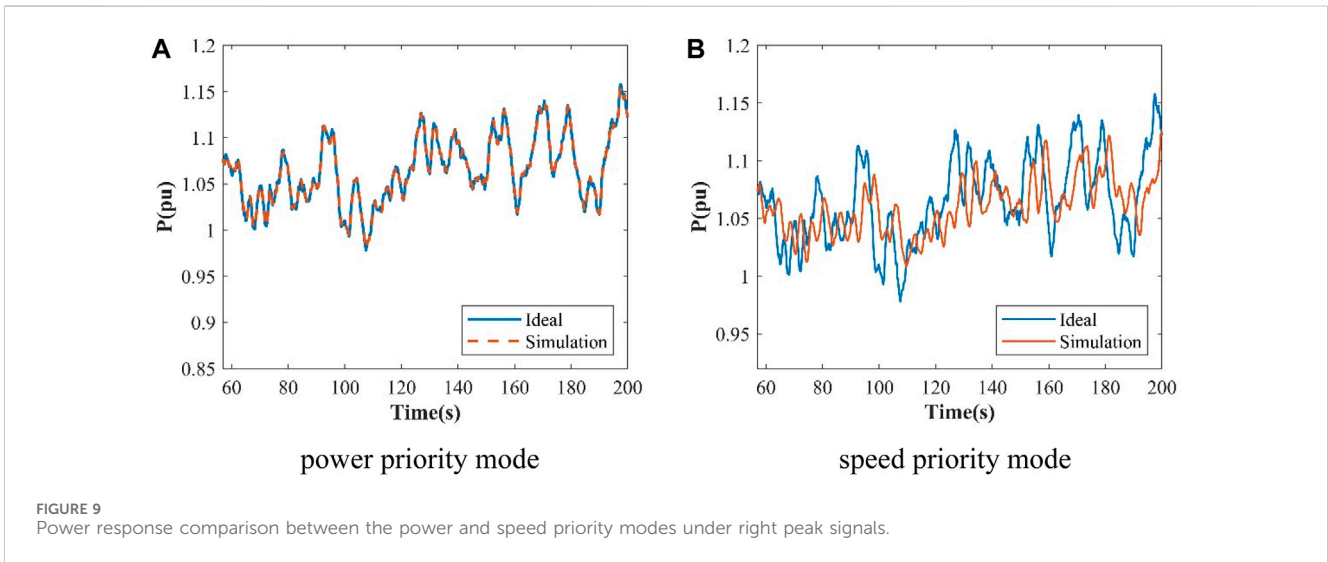 A
P(pu)
1.2
1.15
1.1
1.05
1
0.95
0.9
0.85
Ideal
Simulation
60 80 100 120 140 160 180 200
Time(s)
power priority mode
B
P(pu)
1.2
1.15
1.1
1.05
1
0.95
Ideal
Simulation
60 80 100 120 140 160 180 200
Time(s)
speed priority mode
FIGURE 9
Power response comparison between the power and speed priority modes under right peak signals.